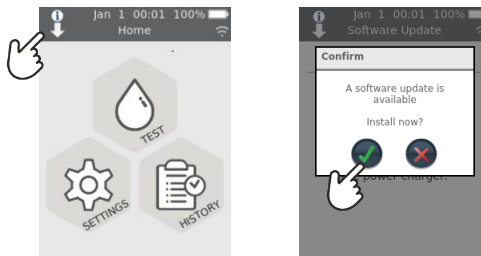 Jan 1 00:01 100%
Home
TEST
SETTINGS
HISTORY
Jan 1 00:01 100%
Software Update
Confirm
A software update is
available
Install now?
power charger?